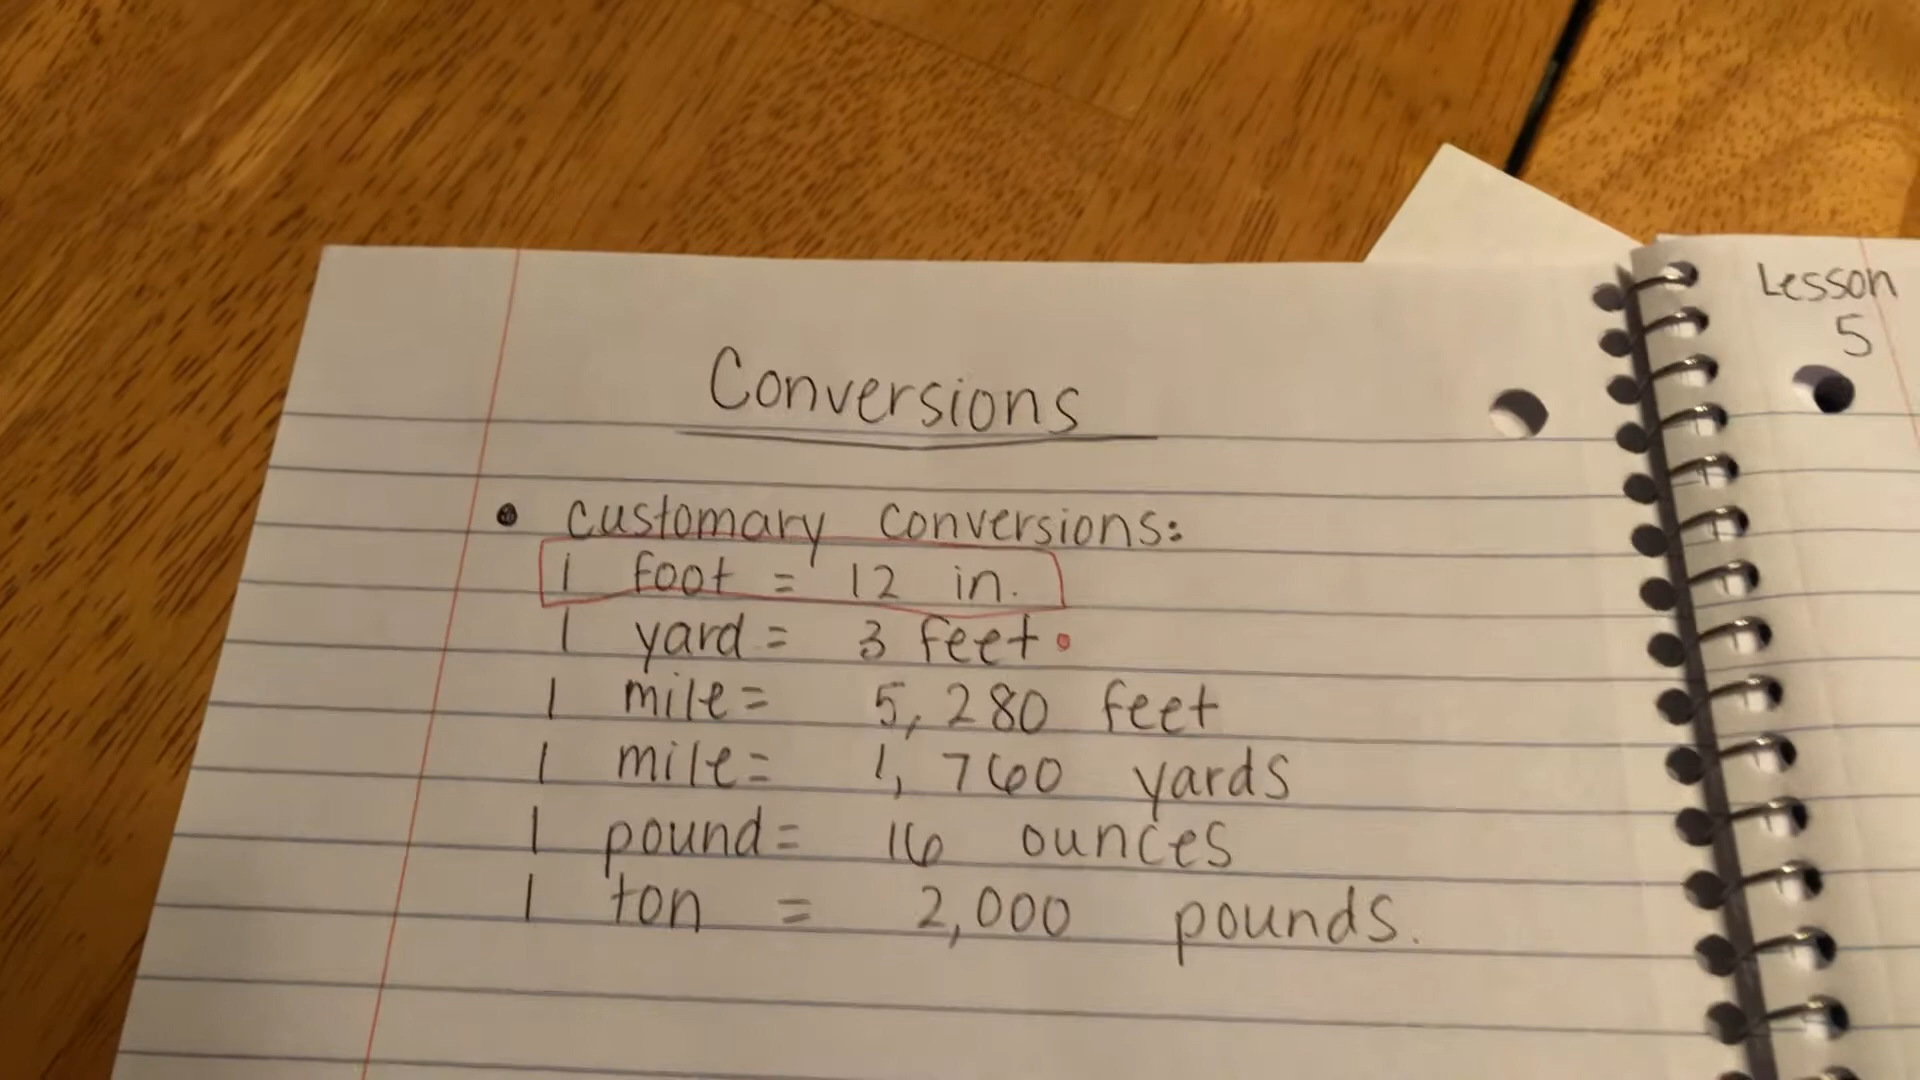 Conversions
• customary conversions:
1 foot = 12 in.
1 yard = 3 feet
1 mile = 5,280 feet
1 mile = 1,760 yards
1 pound = 16 ounces
1 ton = 2,000 pounds.
Lesson
5